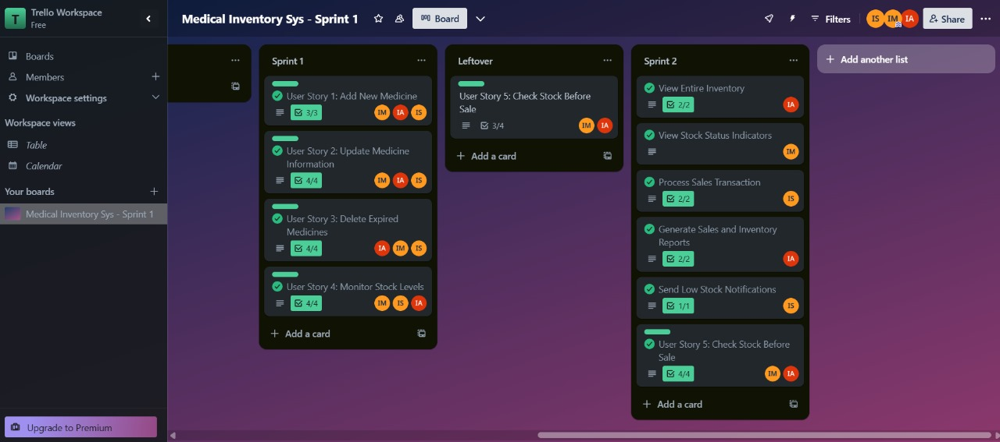 T
Trello Workspace
Free
Boards
Members
Workspace settings
Workspace views
Table
Calendar
Your boards
Medical Inventory Sys - Sprint 1
Upgrade to Premium
Medical Inventory Sys - Sprint 1
Board
Filters
IS
IM
IA
Share
Sprint 1
User Story 1: Add New Medicine
3/3
IM
IA
IS
User Story 2: Update Medicine
Information
4/4
IM
IA
IS
User Story 3: Delete Expired
Medicines
4/4
IA
IM
IS
User Story 4: Monitor Stock Levels
4/4
IM
IS
IA
Add a card
Leftover
User Story 5: Check Stock Before
Sale
3/4
IM
IA
Add a card
Sprint 2
View Entire Inventory
2/2
IA
View Stock Status Indicators
IM
Process Sales Transaction
2/2
IS
Generate Sales and Inventory
Reports
2/2
IA
Send Low Stock Notifications
1/1
IS
User Story 5: Check Stock Before
Sale
4/4
IM
IA
Add a card
Add another list